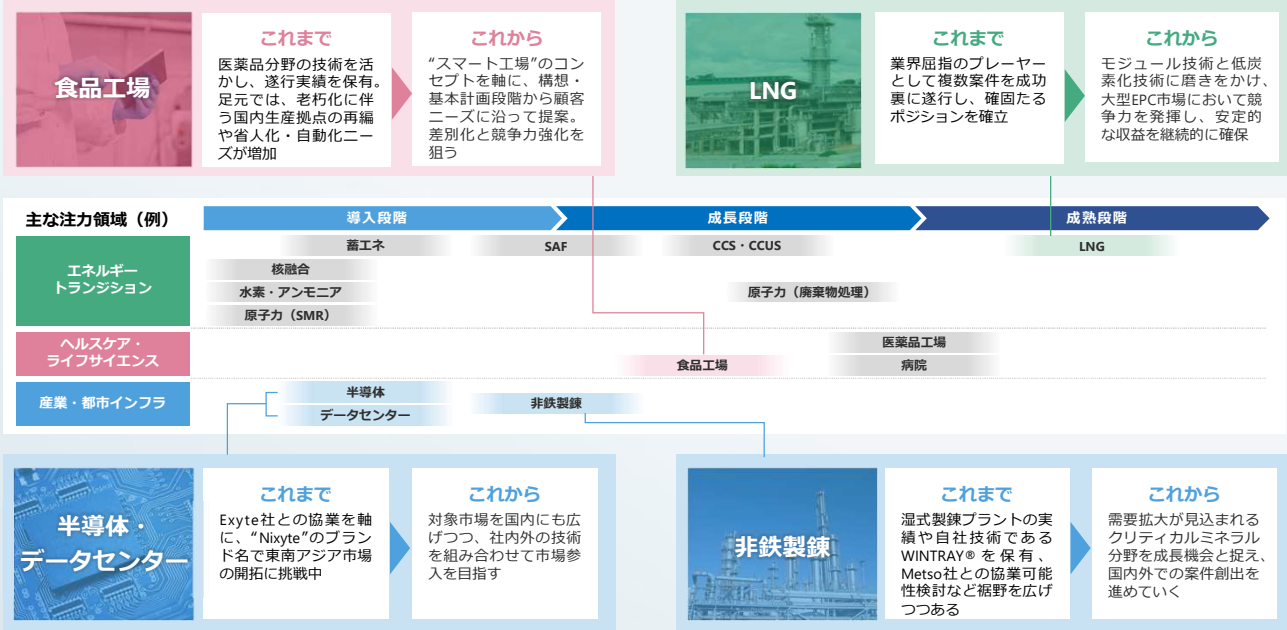 食品工場
これまで
医薬品分野の技術を活
かし、遂行実績を保有。
足元では、老朽化に伴
う国内生産拠点の再編
や省人化・自動化ニー
ズが増加
これから
“スマート工場”のコン
セプトを軸に、構想・
基本計画段階から顧客
ニーズに沿って提案。
差別化と競争力強化を
狙う
LNG
これまで
業界屈指のプレーヤー
として複数案件を成功
裏に遂行し、確固たる
ポジションを確立
これから
モジュール技術と低炭
素化技術に磨きをかけ、
大型EPC市場において競
争力を発揮し、安定的
な収益を継続的に確保
主な注力領域（例）
導入段階
成長段階
成熟段階
エネルギー
トランジション
蓄エネ
SAF
CCS・CCUS
LNG
核融合
水素・アンモニア
原子力（廃棄物処理）
原子力（SMR）
ヘルスケア・
ライフサイエンス
医薬品工場
食品工場
病院
産業・都市インフラ
半導体
データセンター
非鉄製錬
半導体・
データセンター
これまで
Exyte社との協業を軸
に、“Nixyte”のブラン
ド名で東南アジア市場
の開拓に挑戦中
これから
対象市場を国内にも広
げつつ、社内外の技術
を組み合わせて市場参
入を目指す
非鉄製錬
これまで
湿式製錬プラントの実
績や自社技術である
WINTRAY®を保有、
Metso社との協業可能
性検討など裾野を広げ
つつある
これから
需要拡大が見込まれる
クリティカルミネラル
分野を成長機会と捉え、
国内外での案件創出を
進めていく